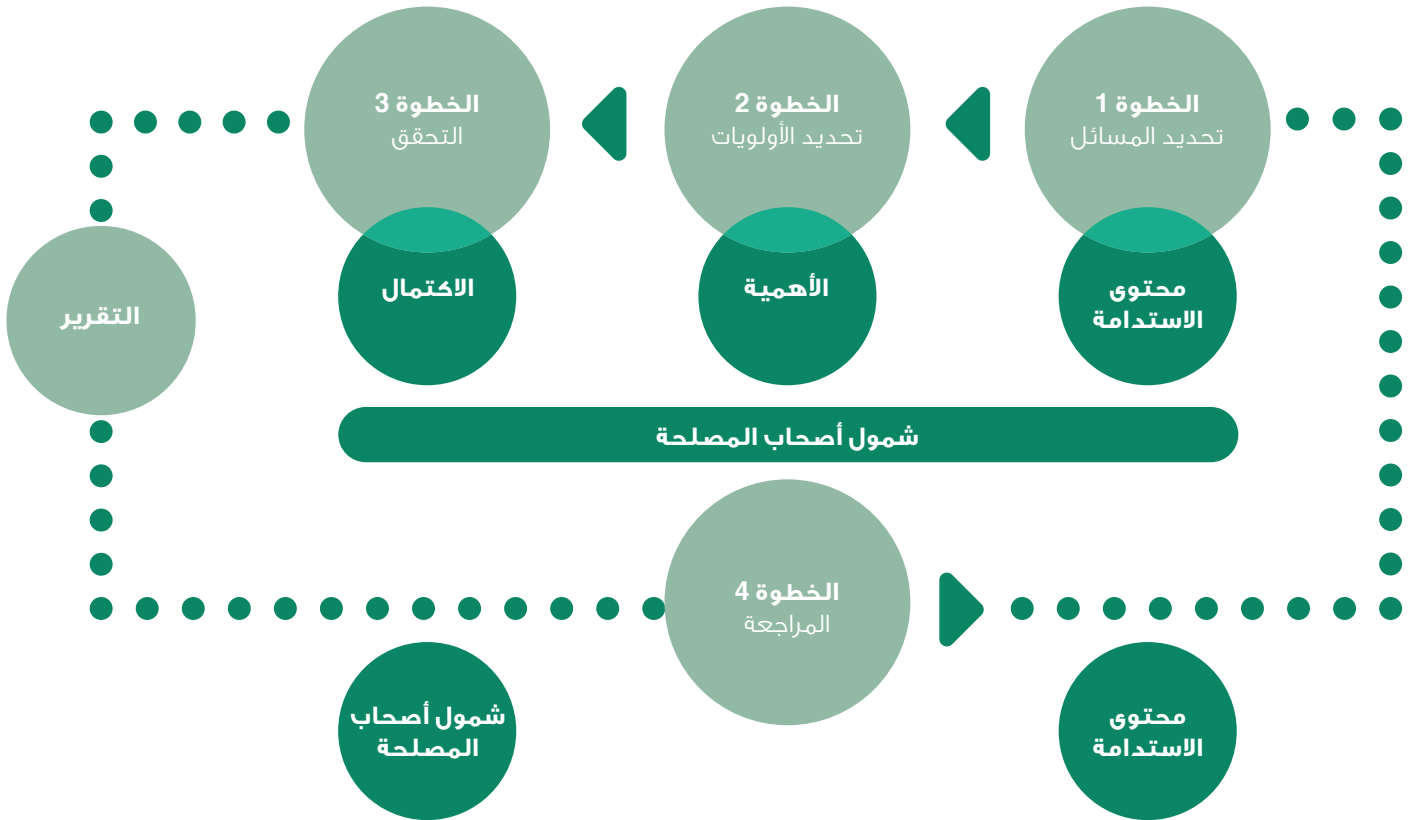 الخطوة 1
تحديد المسائل
الخطوة 2
تحديد الأولويات
الخطوة 3
التحقق
محتوى
الاستدامة
الأهمية
الاكتمال
التقرير
شمول أصحاب المصلحة
الخطوة 4
المراجعة
محتوى
الاستدامة
شمول أصحاب
المصلحة